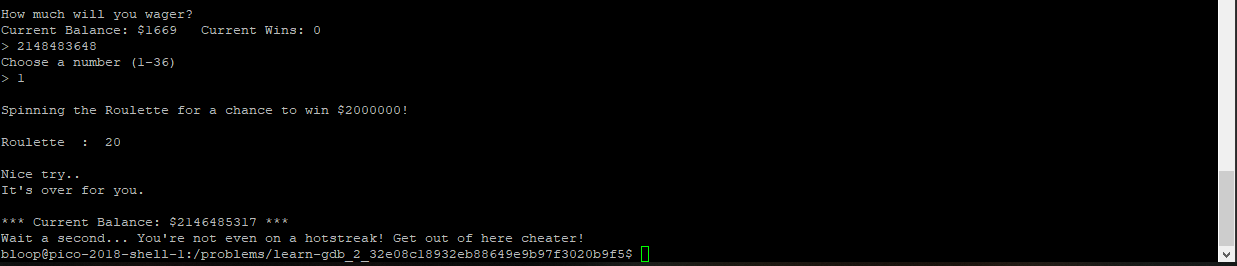 How much will you wager?
Current Balance: $1669   Current Wins: 0
> 2148483648
Choose a number (1-36)
> 1
Spinning the Roulette for a chance to win $2000000!
Roulette  :  20
Nice try..
It's over for you.
*** Current Balance: $2146485317 ***
Wait a second... You're not even on a hotstreak! Get out of here cheater!
bloop@pico-2018-shell-1:/problems/learn-gdb_2_32e08c18932eb88649e9b97f3020b9f5$